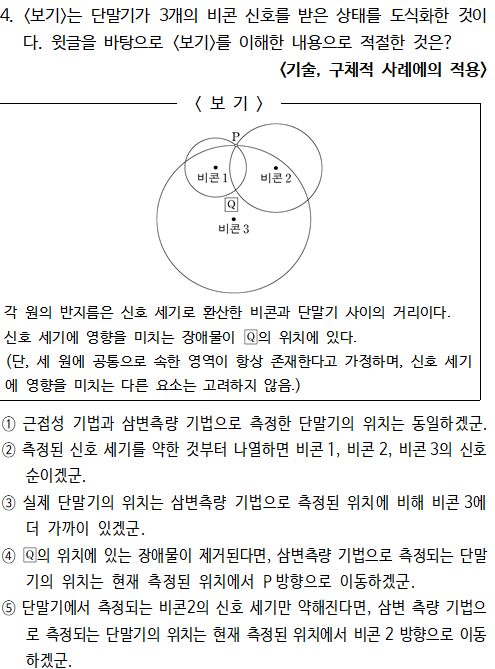 4. 〈보기〉는 단말기가 3개의 비콘 신호를 받은 상태를 도식화한 것이
다. 윗글을 바탕으로 〈보기〉를 이해한 내용으로 적절한 것은?
〈기술, 구체적 사례에의 적용〉
〈 보 기 〉
P
비콘 1
비콘 2
Q
비콘 3
각 원의 반지름은 신호 세기로 환산한 비콘과 단말기 사이의 거리이다.
신호 세기에 영향을 미치는 장애물이 Q의 위치에 있다.
(단, 세 원에 공통으로 속한 영역이 항상 존재한다고 가정하며, 신호 세기
에 영향을 미치는 다른 요소는 고려하지 않음.)
① 근점성 기법과 삼변측량 기법으로 측정한 단말기의 위치는 동일하겠군.
② 측정된 신호 세기를 약한 것부터 나열하면 비콘 1, 비콘 2, 비콘 3의 신호
순이겠군.
③ 실제 단말기의 위치는 삼변측량 기법으로 측정된 위치에 비해 비콘 3에
더 가까이 있겠군.
④ Q의 위치에 있는 장애물이 제거된다면, 삼변측량 기법으로 측정되는 단말
기의 위치는 현재 측정된 위치에서 P 방향으로 이동하겠군.
⑤ 단말기에서 측정되는 비콘2의 신호 세기만 약해진다면, 삼변 측량 기법으
로 측정되는 단말기의 위치는 현재 측정된 위치에서 비콘 2 방향으로 이동
하겠군.